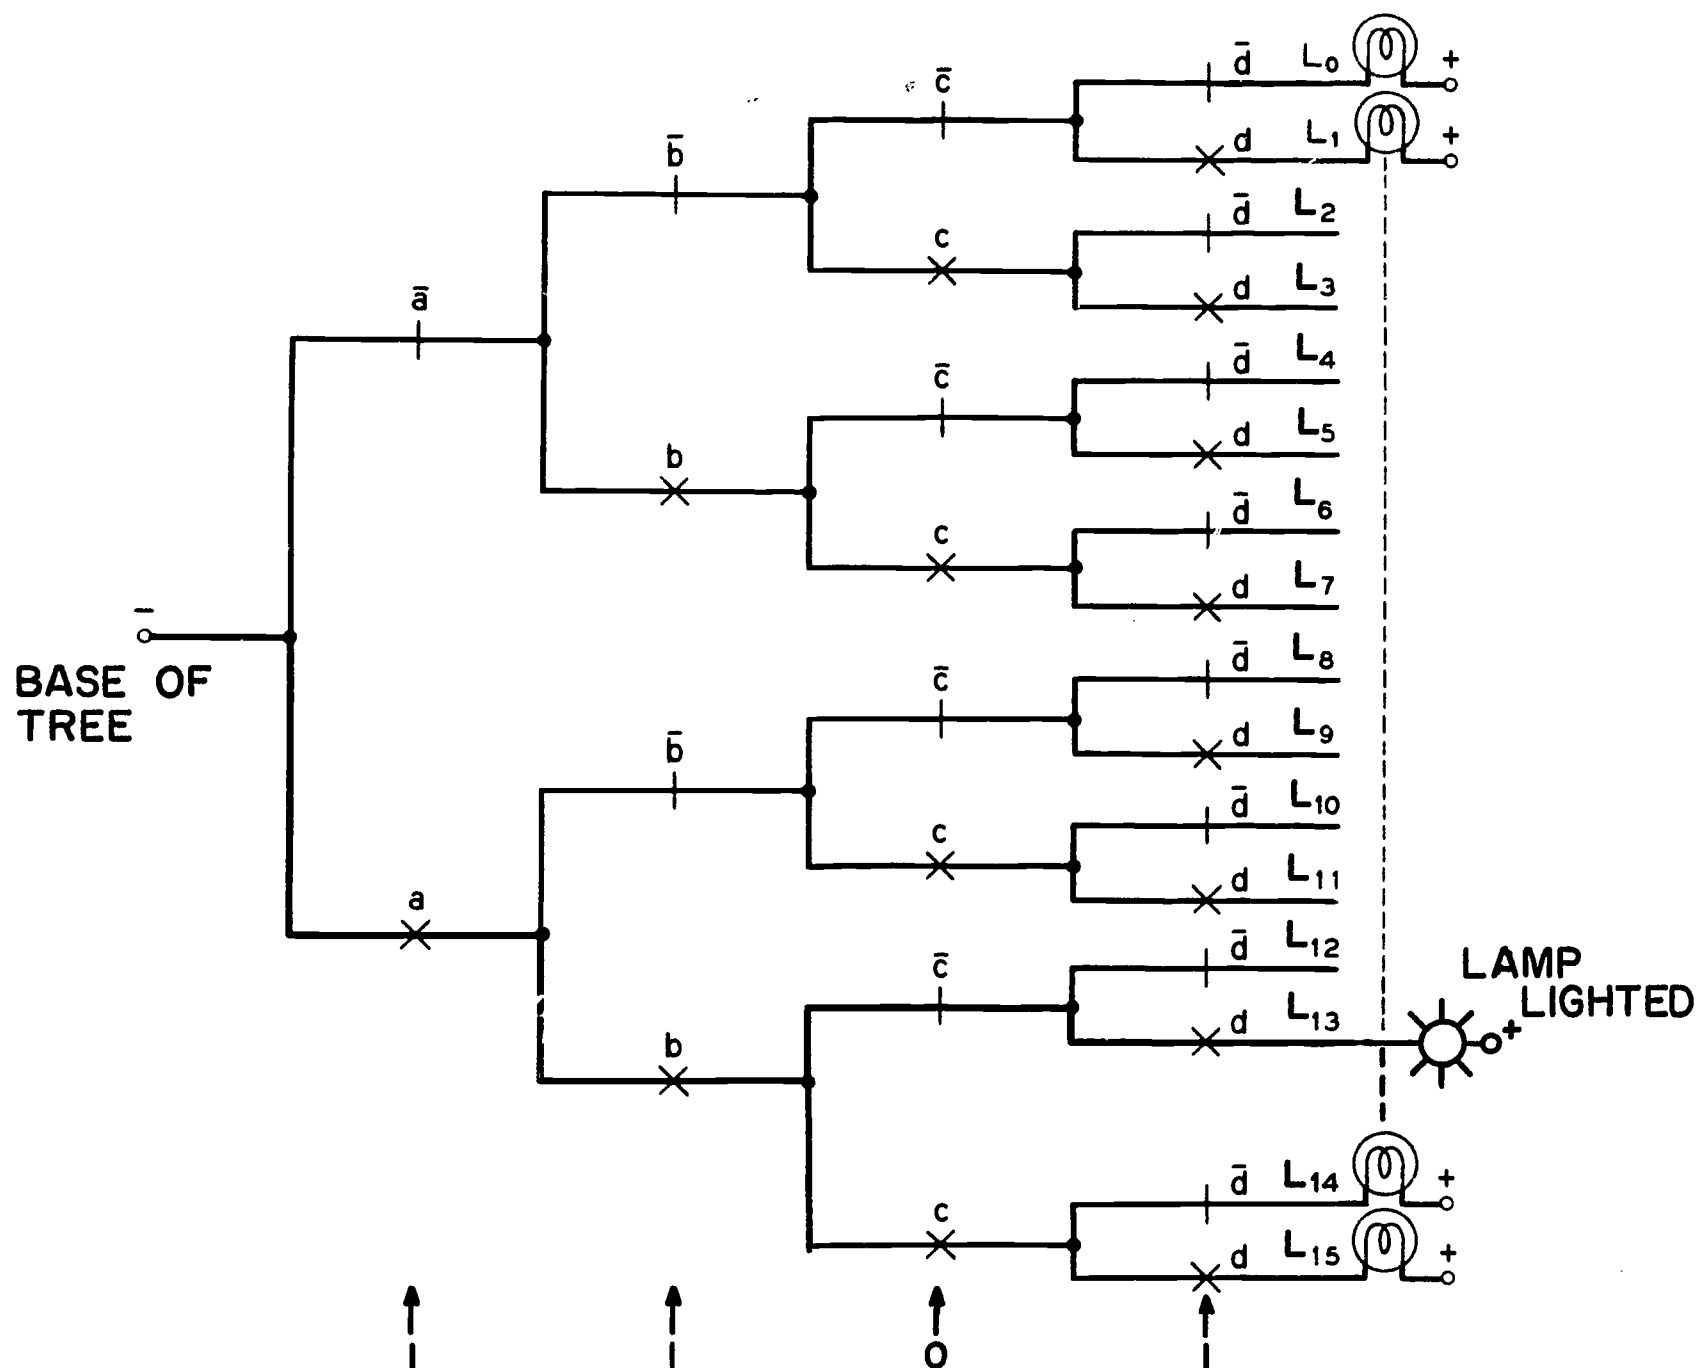 d̄ L₀ +
c̄
d L₁ +
b̄
d̄ L₂
c
d L₃
ā
d̄ L₄
c̄
d L₅
b
d̄ L₆
c
d L₇
−
BASE OF
TREE
d̄ L₈
c̄
d L₉
b̄
d̄ L₁₀
c
d L₁₁
a
d̄ L₁₂
c̄
LAMP
LIGHTED
d L₁₃ +
b
d̄ L₁₄ +
c
d L₁₅ +
1 1 0 1